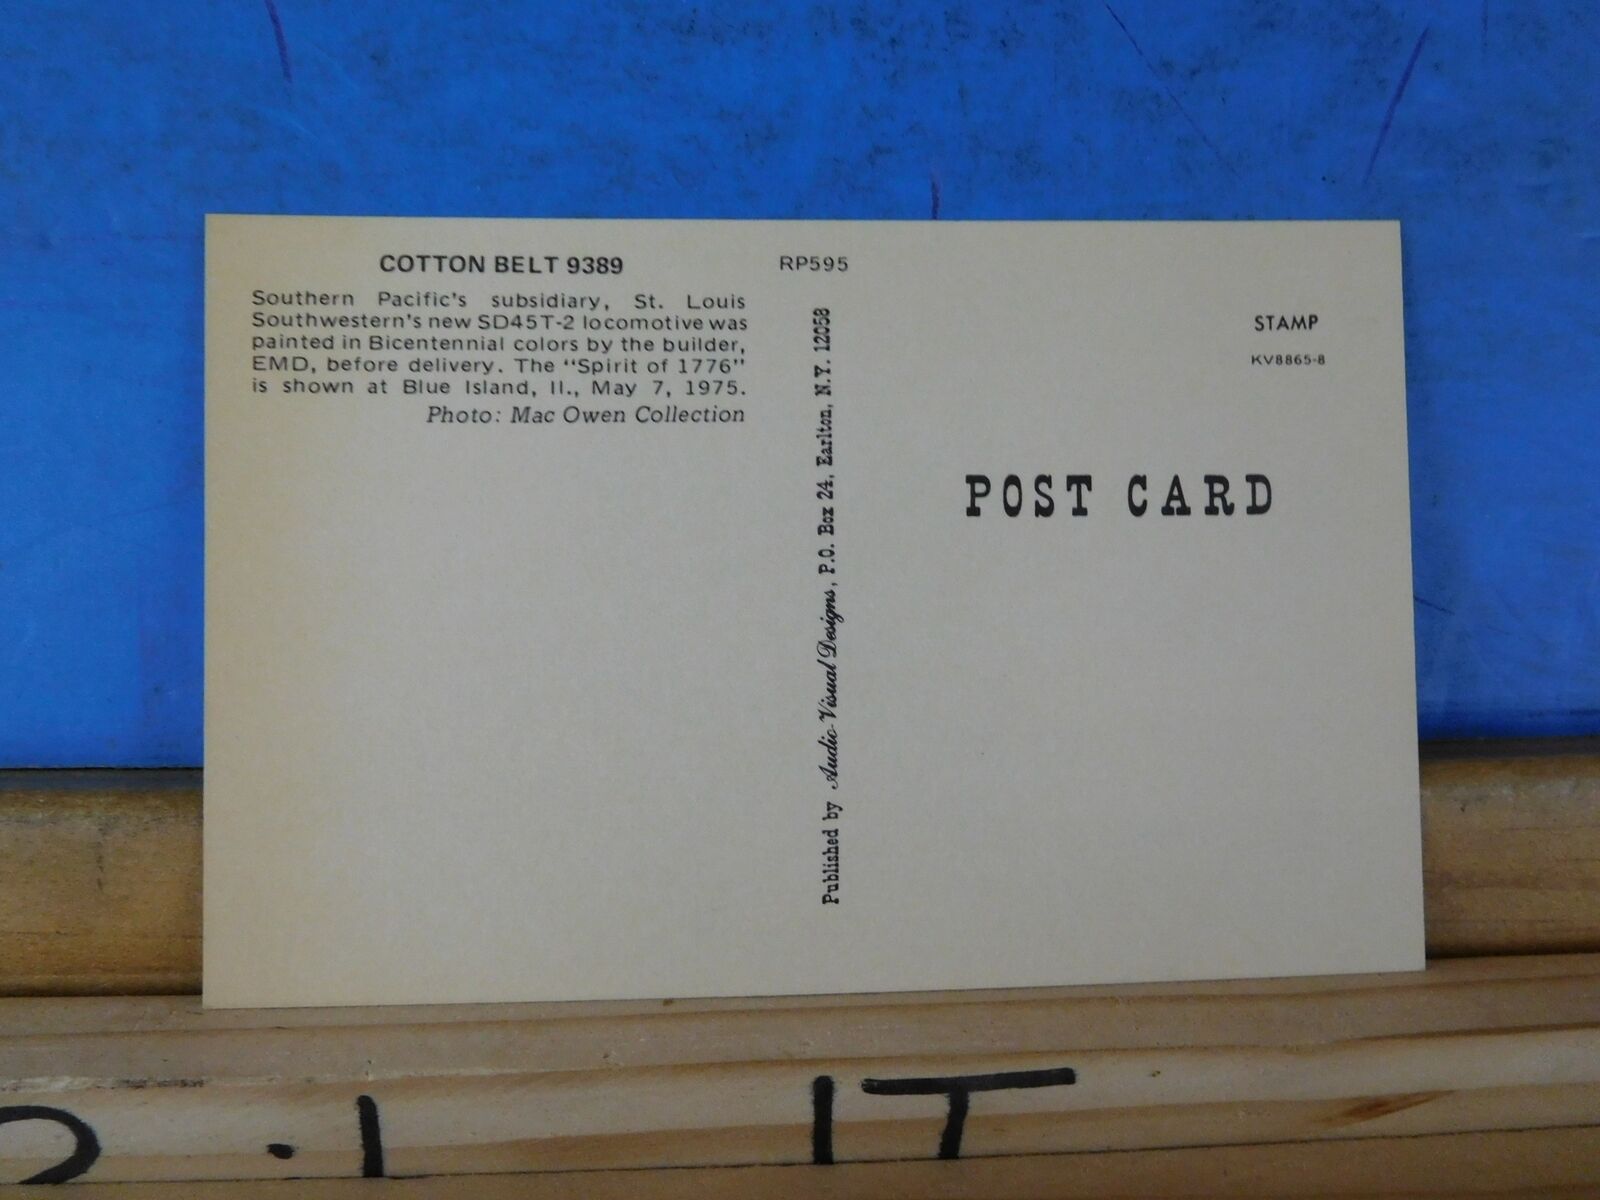 COTTON BELT 9389
Southern Pacific's subsidiary, St. Louis
Southwestern's new SD45T-2 locomotive was
painted in Bicentennial colors by the builder,
EMD, before delivery. The "Spirit of 1776"
is shown at Blue Island, Il., May 7, 1975.
Photo: Mac Owen Collection
RP595
Published by Audio-Visual Designs, P.O. Box 24, Earlton, N.Y. 12058
STAMP
KV8865-8
POST CARD